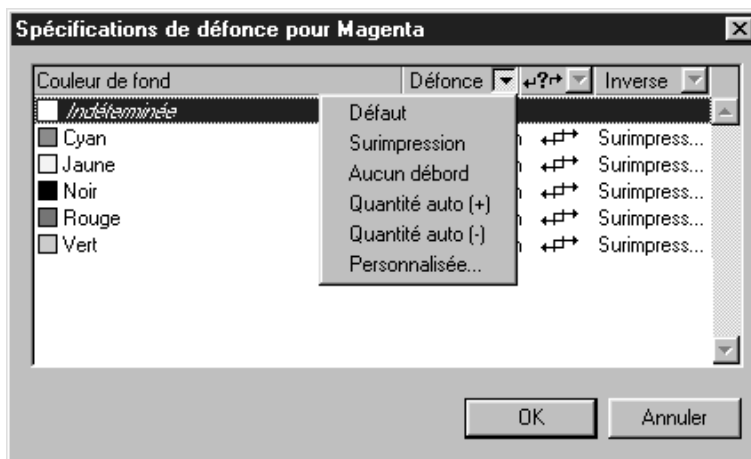 Spécifications de défonce pour Magenta
Couleur de fond Défonce ? Inverse
Indéterminée
Cyan Surimpress...
Jaune Surimpress...
Noir Surimpress...
Rouge Surimpress...
Vert Surimpress...
Défaut
Surimpression
Aucun débord
Quantité auto (+)
Quantité auto (-)
Personnalisée...
OK Annuler